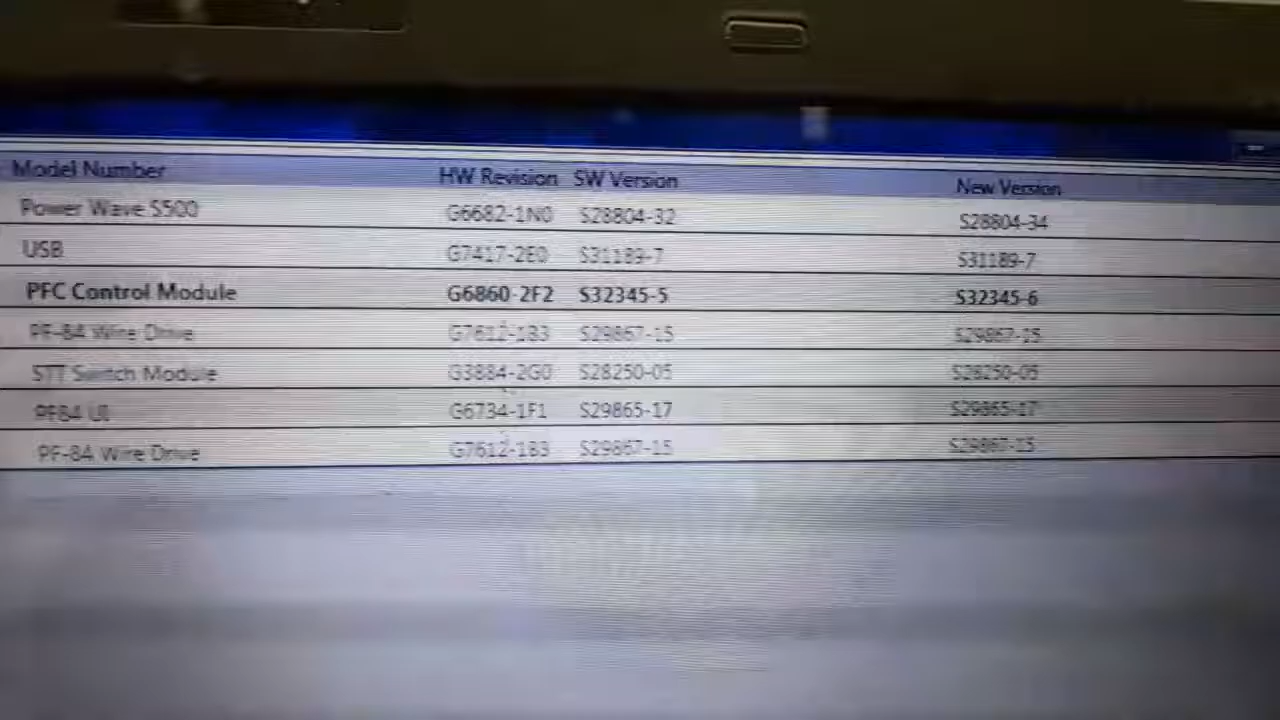 Model Number HW Revision SW Version New Version
Power Wave S500 G6682-1N0 S28804-32 S28804-34
USB G7417-2E0 S31189-7 S31189-7
PFC Control Module G6860-2F2 S32345-5 S32345-6
PF-84 Wire Drive G7612-1B3 S29867-15 S29867-15
STT Switch Module G3884-2G0 S28250-05 S28250-05
PF84 UI G6734-1F1 S29865-17 S29865-17
PF-84 Wire Drive G7612-1B3 S29867-15 S29867-15